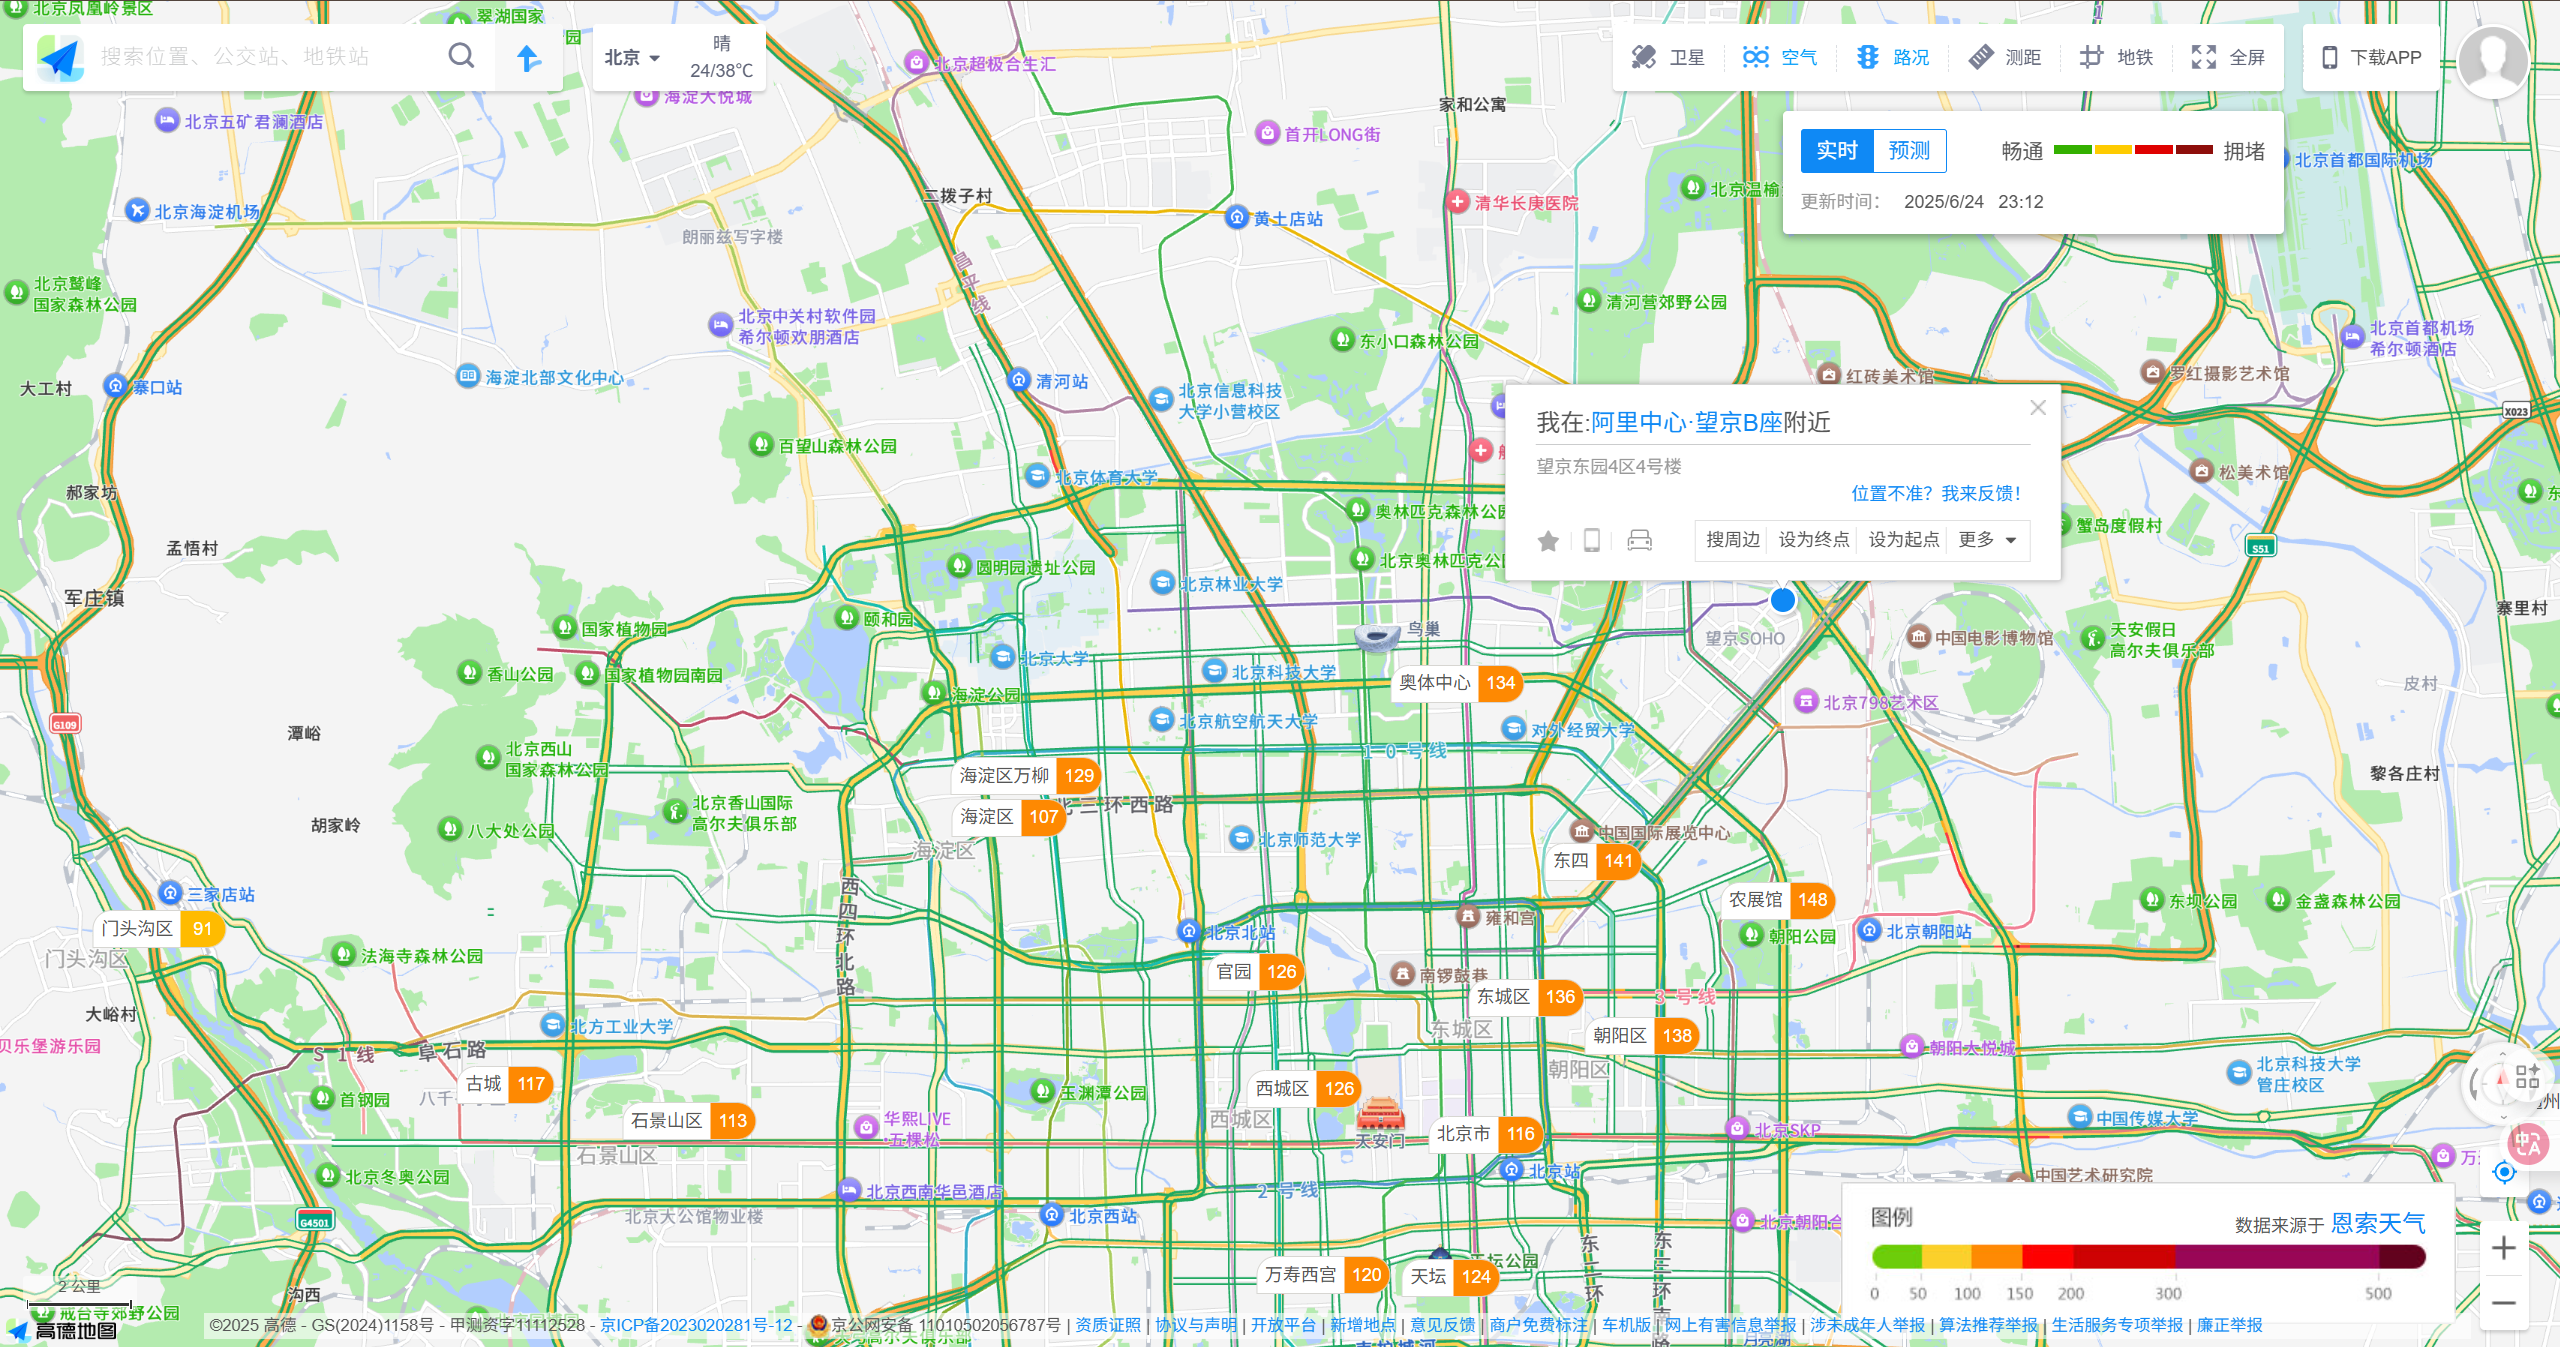 北京凤凰岭景区
翠湖国家
园
搜索位置、公交站、地铁站
北京
晴
24/38℃
北京超极合生汇
海淀大悦城
卫星
空气
路况
测距
地铁
全屏
下载APP
家和公寓
北京五矿君澜酒店
首开LONG街
实时
预测
畅通
拥堵
更新时间：
2025/6/24 23:12
北京首都国际机场
北京温榆
二拨子村
清华长庚医院
北京海淀机场
黄土店站
朗丽兹写字楼
昌平线
北京鹫峰
国家森林公园
清河营郊野公园
北京中关村软件园
希尔顿欢朋酒店
东小口森林公园
北京首都机场
希尔顿酒店
大工村
寨口站
海淀北部文化中心
清河站
北京信息科技
大学小营校区
红砖美术馆
罗红摄影艺术馆
X023
我在:阿里中心·望京B座附近
望京东园4区4号楼
位置不准？我来反馈！
搜周边
设为终点
设为起点
更多
百望山森林公园
北京体育大学
松美术馆
郝家坊
奥林匹克森林公园
蟹岛度假村
孟悟村
S51
圆明园遗址公园
北京奥林匹克公园
北京林业大学
军庄镇
颐和园
寨里村
国家植物园
鸟巢
望京SOHO
中国电影博物馆
天安假日
高尔夫俱乐部
北京大学
香山公园
国家植物园南园
北京科技大学
奥体中心 134
皮村
海淀公园
北京798艺术区
G109
潭峪
北京航空航天大学
对外经贸大学
北京西山
国家森林公园
10号线
海淀区万柳 129
黎各庄村
北京香山国际
高尔夫俱乐部
北三环西路
海淀区 107
胡家岭
八大处公园
北京师范大学
中国国际展览中心
海淀区
东四 141
西四环北路
三家店站
农展馆 148
东坝公园
金盏森林公园
门头沟区 91
雍和宫
北京北站
朝阳公园
北京朝阳站
门头沟区
法海寺森林公园
官园 126
南锣鼓巷
东城区 136
3号线
大峪村
北方工业大学
东城区
朝阳区 138
贝乐堡游乐园
S1线
阜石路
朝阳大悦城
朝阳区
北京科技大学
管庄校区
古城 117
首钢园
玉渊潭公园
西城区 126
石景山区 113
华熙LIVE
·五棵松
西城区
天安门
北京市 116
北京SKP
中国传媒大学
石景山区
北京冬奥公园
北京站
中国艺术研究院
北京西南华邑酒店
2号线
G4501
北京大公馆物业楼
北京西站
北京朝阳合
东二环
东三环南路
图例
数据来源于 恩索天气
0 50 100 150 200 300 500
万寿西宫 120
天坛 124
天坛公园
沟西
2 公里
戒台寺郊野公园
高德地图
©2025 高德 - GS(2024)1158号 - 甲测资字11112528 - 京ICP备2023020281号-12 - 京公网安备 11010502056787号 | 资质证照 | 协议与声明 | 开放平台 | 新增地点 | 意见反馈 | 商户免费标注 | 车机版 | 网上有害信息举报 | 涉未成年人举报 | 算法推荐举报 | 生活服务专项举报 | 廉正举报